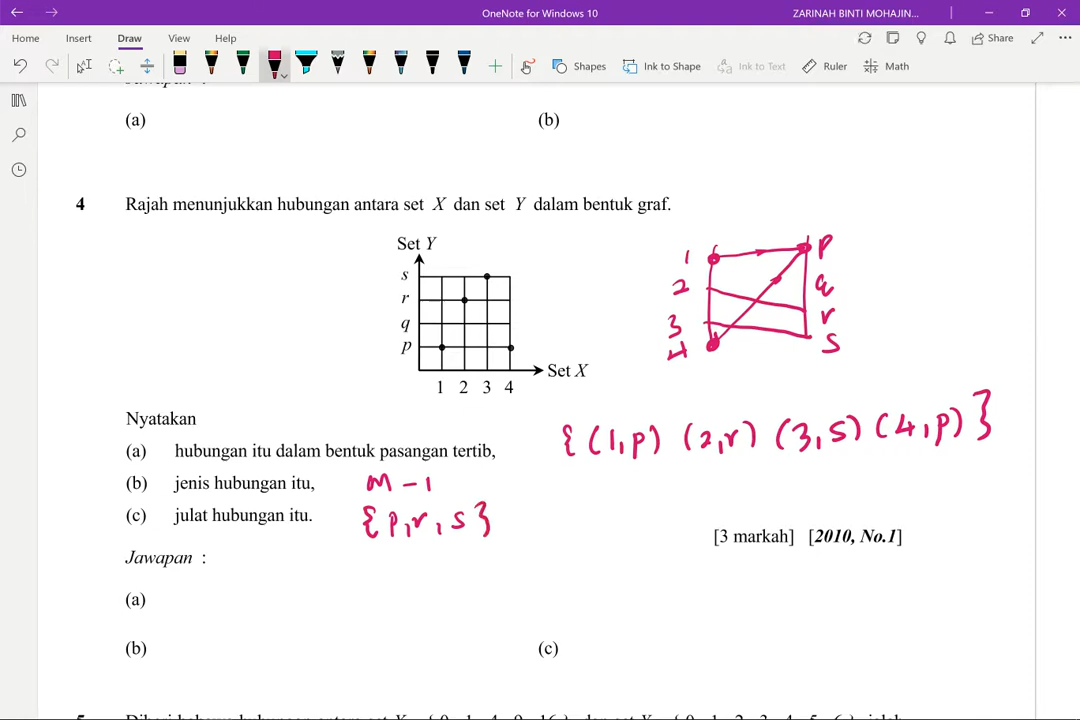 OneNote for Windows 10
ZARINAH BINTI MOHAJIN...
Home Insert Draw View Help
Share
Shapes Ink to Shape Ink to Text Ruler Math
(a) (b)
4 Rajah menunjukkan hubungan antara set X dan set Y dalam bentuk graf.
Set Y
s
r
q
p
1 2 3 4
Set X
1 p
2 q
3 r
4 s
Nyatakan
(a) hubungan itu dalam bentuk pasangan tertib,
{(1,p) (2,r) (3,s) (4,p)}
(b) jenis hubungan itu, M-1
(c) julat hubungan itu. {p,r,s}
[3 markah] [2010, No.1]
Jawapan :
(a)
(b) (c)